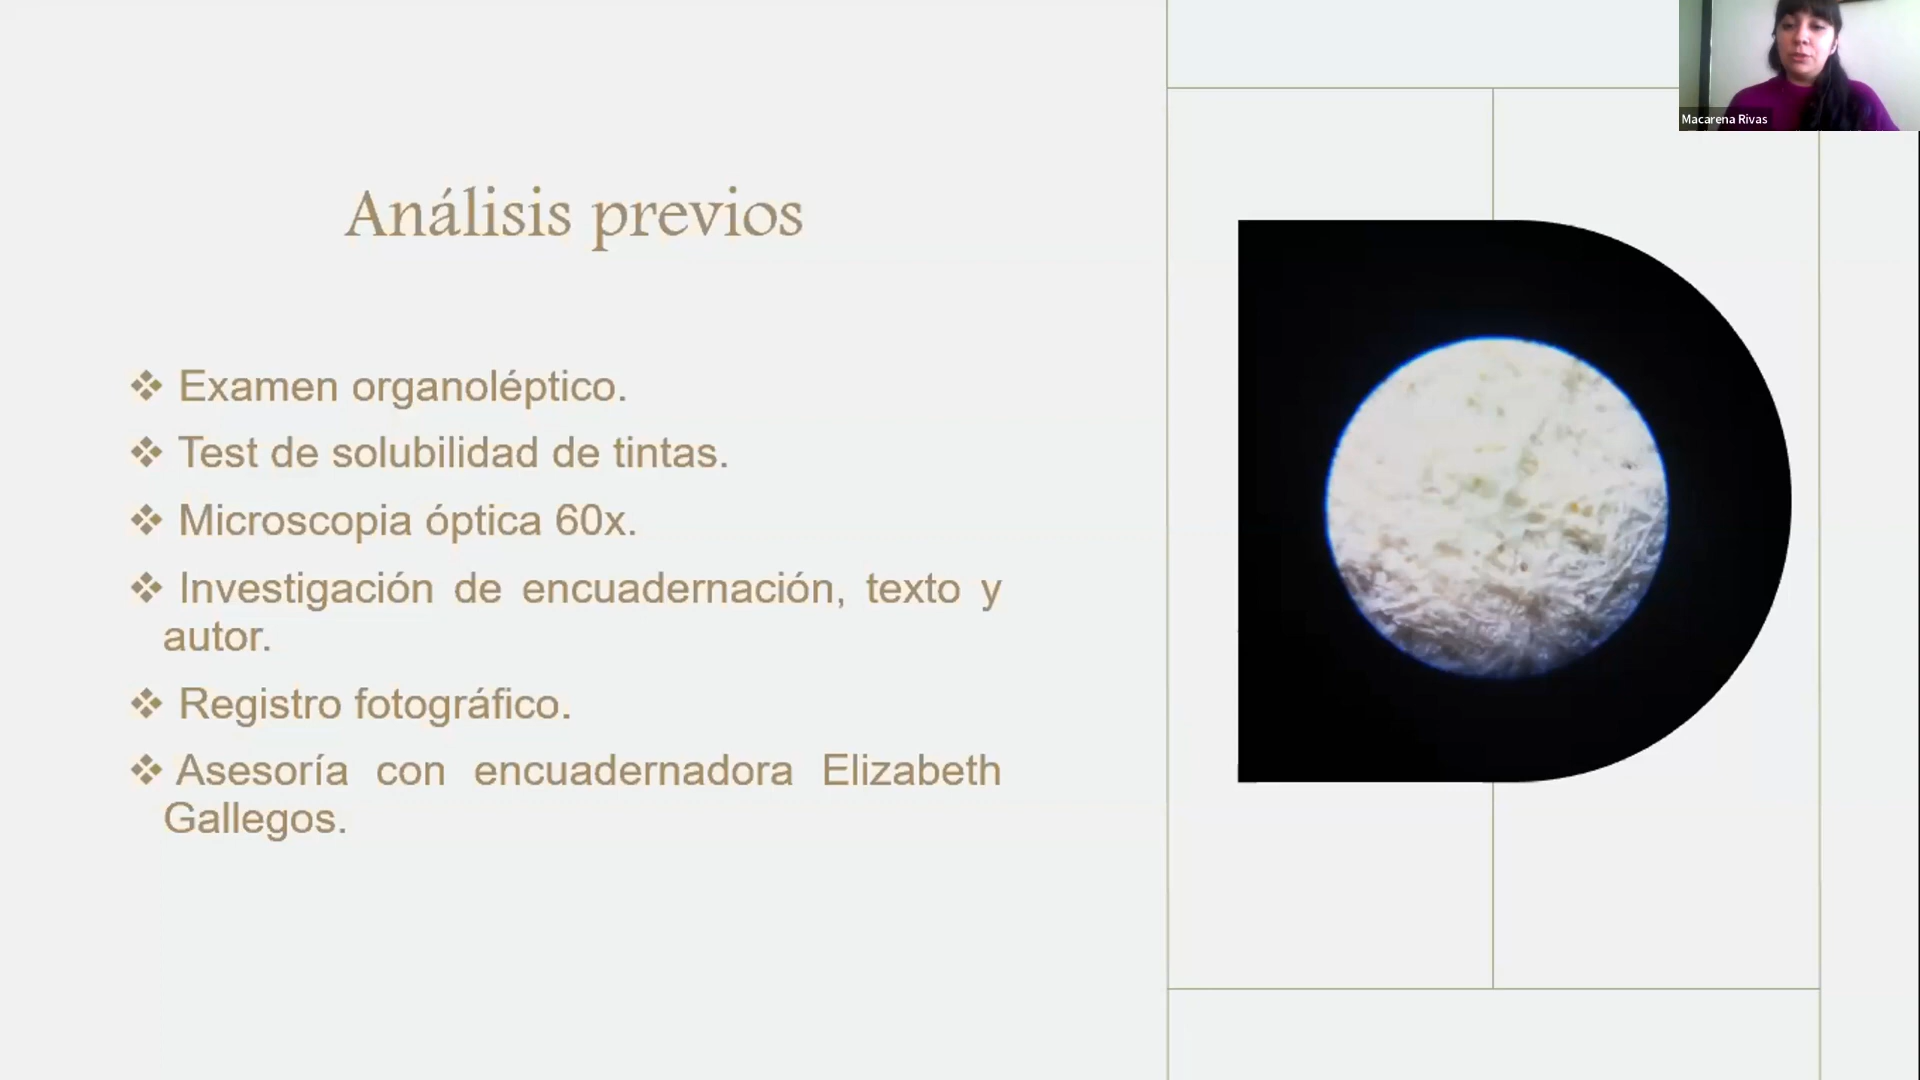 Macarena Rivas
Análisis previos
❖ Examen organoléptico.
❖ Test de solubilidad de tintas.
❖ Microscopia óptica 60x.
❖ Investigación de encuadernación, texto y
autor.
❖ Registro fotográfico.
❖ Asesoría con encuadernadora Elizabeth
Gallegos.